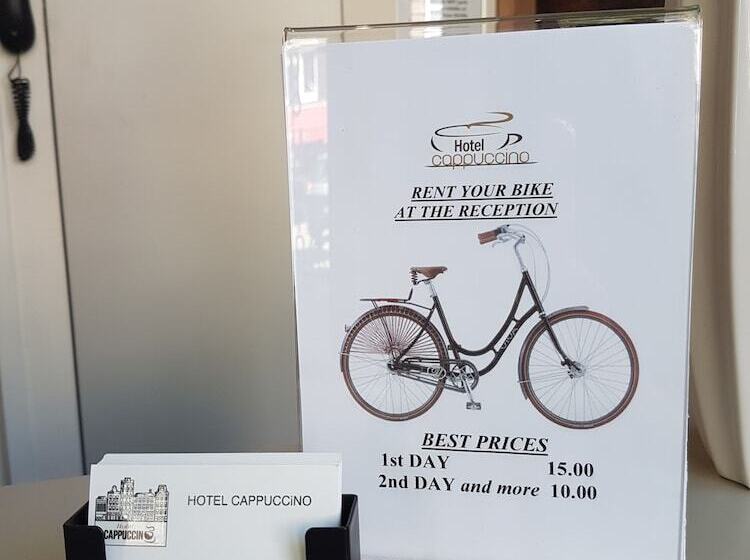 Hotel
cappuccino
RENT YOUR BIKE
AT THE RECEPTION
BEST PRICES
1st DAY 15.00
2nd DAY and more 10.00
HOTEL CAPPUCCiNO
Hotel
CAPPUCCINO